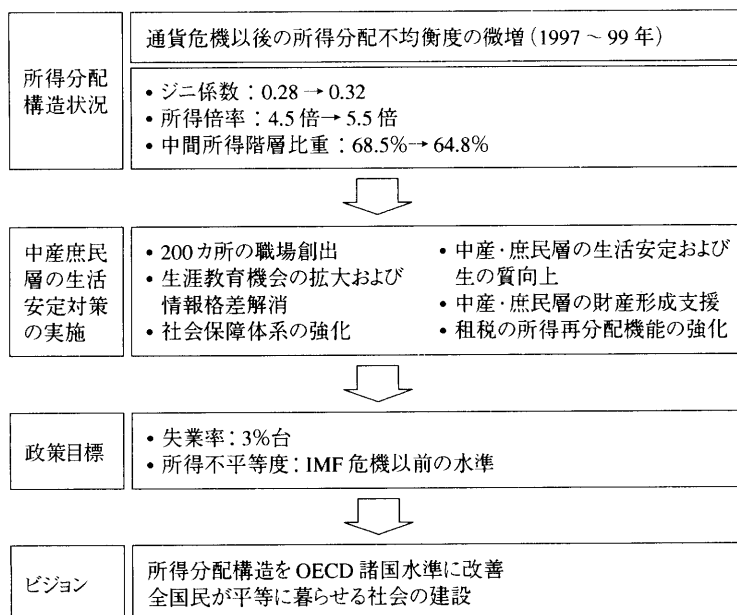 所得分配
構造状況
通貨危機以後の所得分配不均衡度の微増(1997~99年)
• ジニ係数:0.28→0.32
• 所得倍率:4.5倍→5.5倍
• 中間所得階層比重:68.5%→64.8%
中産庶民
層の生活
安定対策
の実施
• 200カ所の職場創出
• 生涯教育機会の拡大および
情報格差解消
• 社会保障体系の強化
• 中産・庶民層の生活安定および
生の質向上
• 中産・庶民層の財産形成支援
• 租税の所得再分配機能の強化
政策目標
• 失業率:3%台
• 所得不平等度:IMF危機以前の水準
ビジョン
所得分配構造をOECD諸国水準に改善
全国民が平等に暮らせる社会の建設